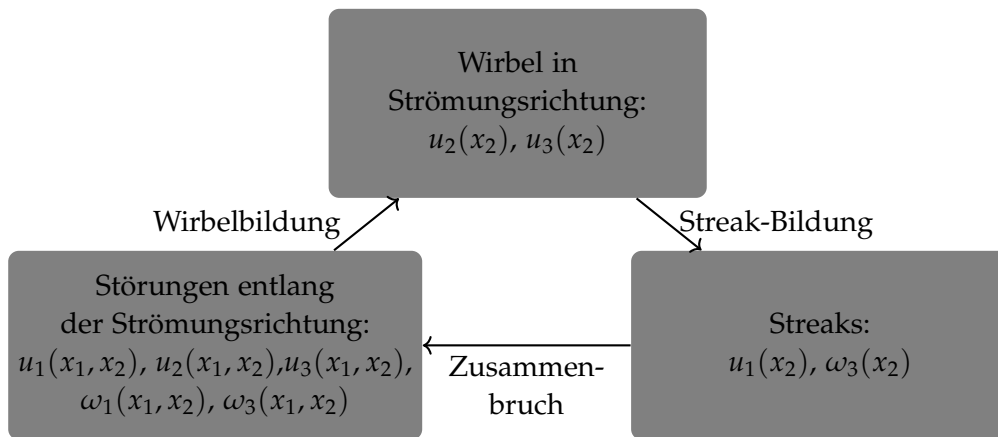 Wirbel in
Strömungsrichtung:
u₂(x₂), u₃(x₂)
Wirbelbildung
Streak-Bildung
Störungen entlang
der Strömungsrichtung:
u₁(x₁, x₂), u₂(x₁, x₂),u₃(x₁, x₂),
ω₁(x₁, x₂), ω₃(x₁, x₂)
Zusammen-
bruch
Streaks:
u₁(x₂), ω₃(x₂)